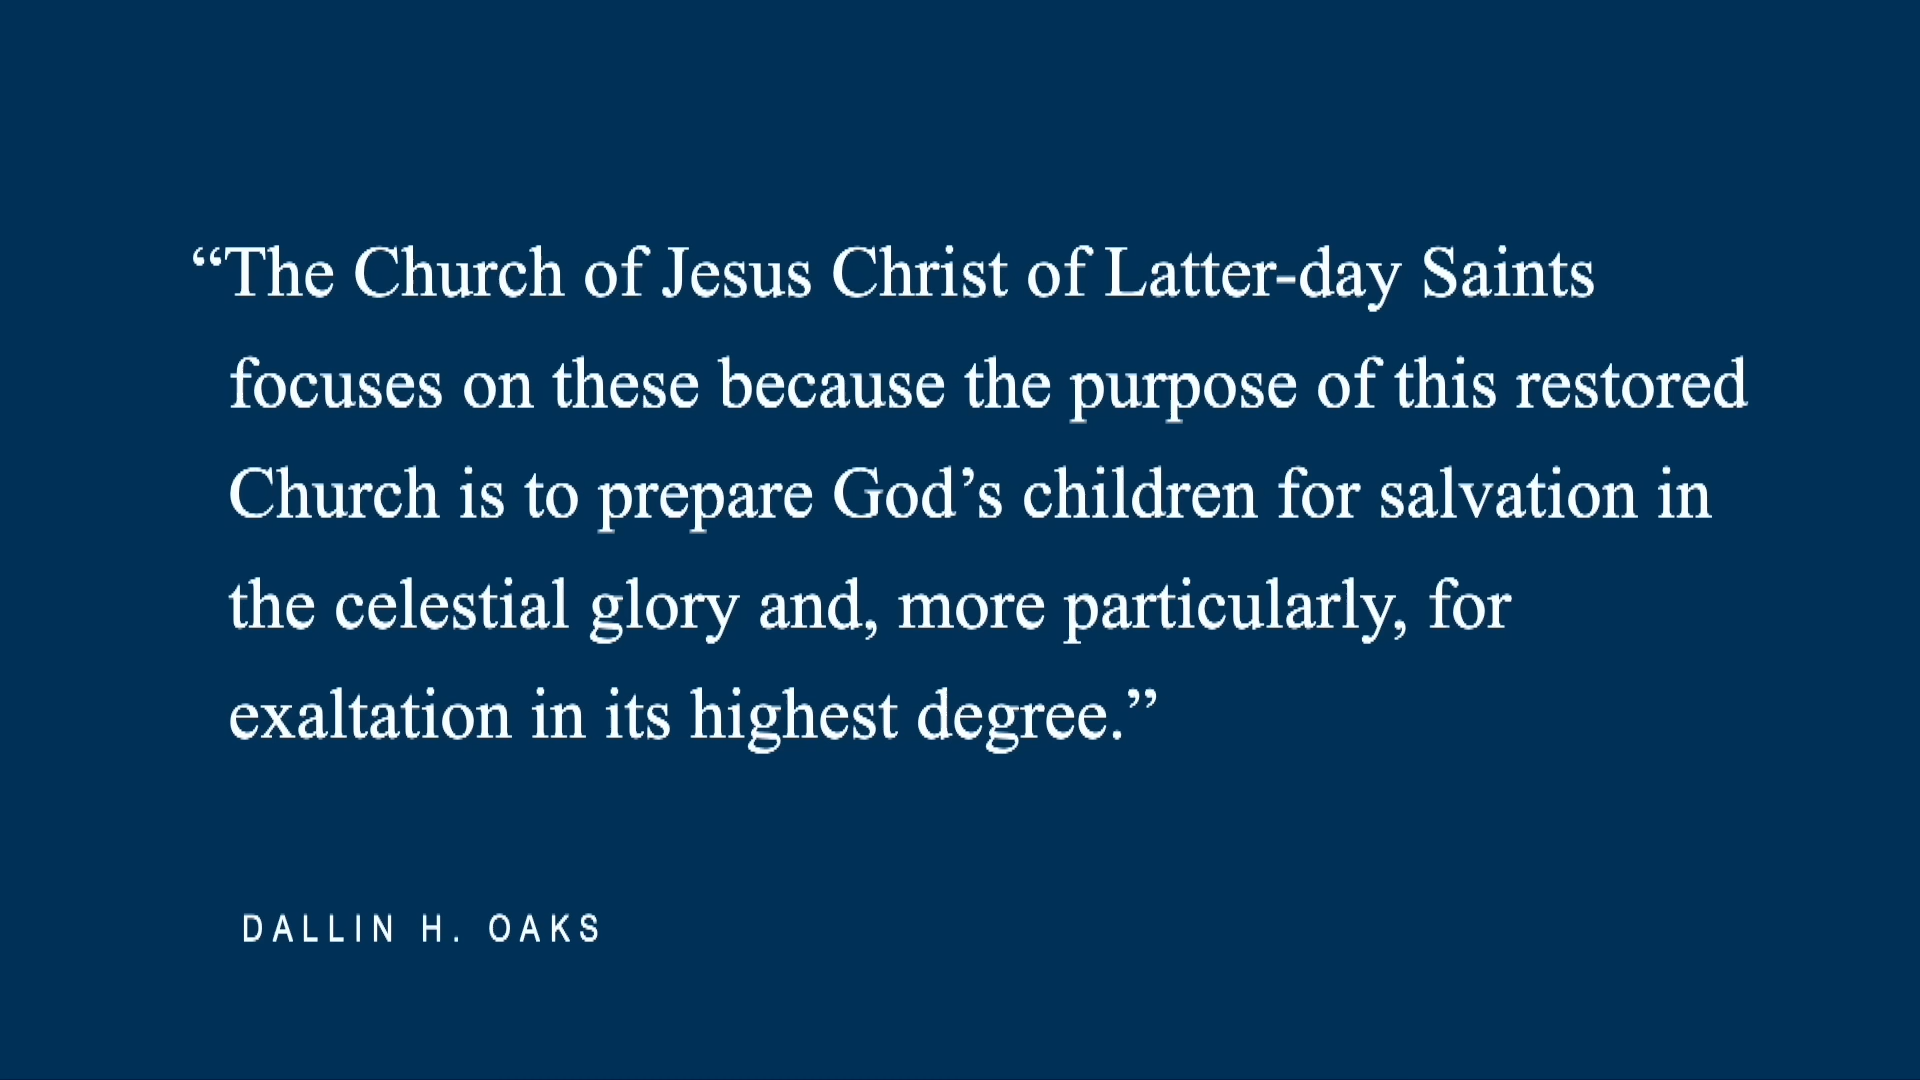 “The Church of Jesus Christ of Latter-day Saints
focuses on these because the purpose of this restored
Church is to prepare God’s children for salvation in
the celestial glory and, more particularly, for
exaltation in its highest degree.”
DALLIN H. OAKS